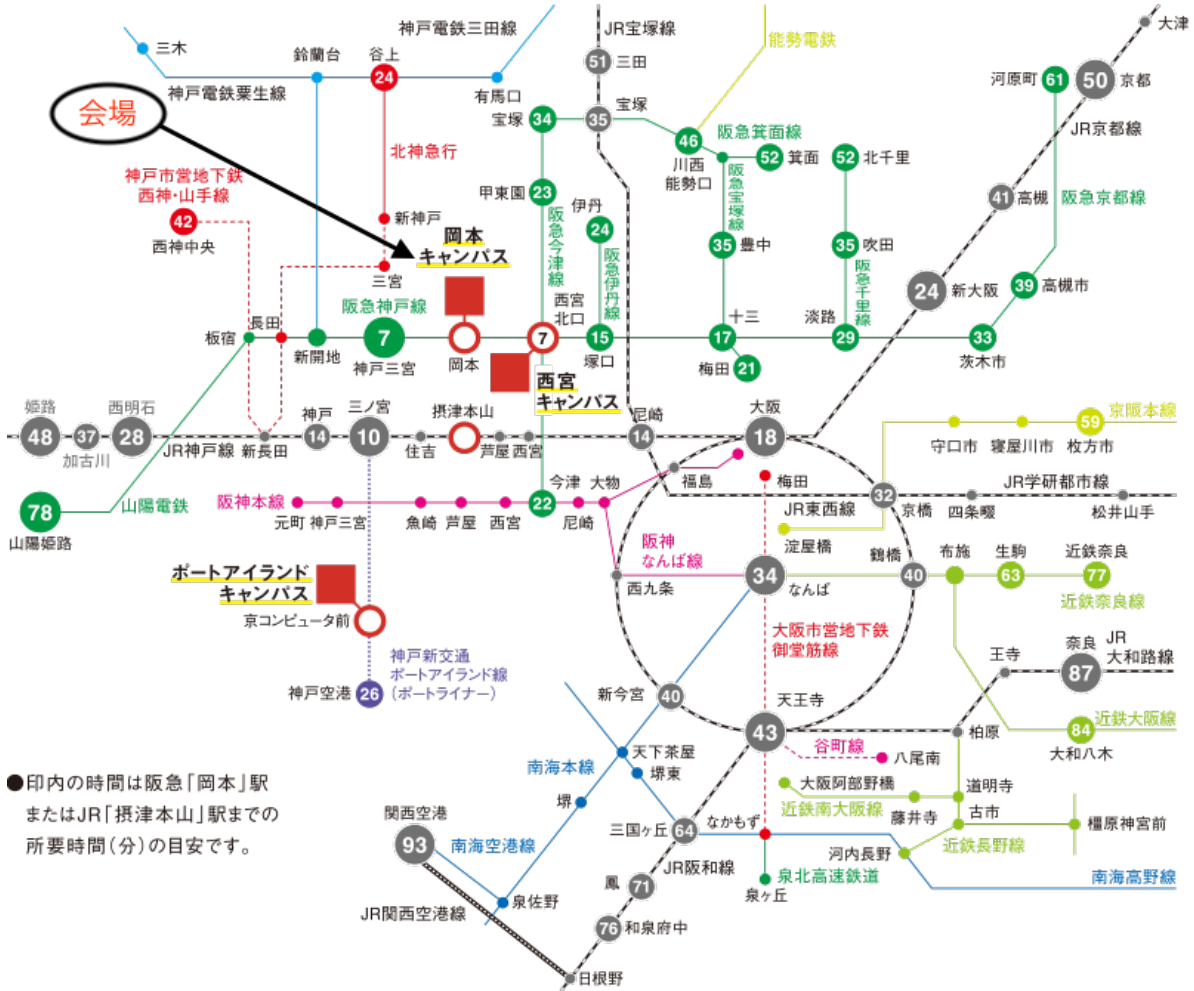 大津
JR宝塚線
神戸電鉄三田線
能勢電鉄
三木
鈴蘭台
谷上
24
51
三田
河原町
61
50
京都
神戸電鉄粟生線
有馬口
会場
宝塚
34
宝塚
35
46
阪急箕面線
JR京都線
川西
能勢口
52
箕面
52
北千里
北神急行
神戸市営地下鉄
西神・山手線
42
西神中央
甲東園
23
伊丹
24
阪急宝塚線
41
高槻
阪急京都線
新神戸
岡本
キャンパス
阪急今津線
阪急伊丹線
35
豊中
35
吹田
阪急千里線
三宮
24
新大阪
39
高槻市
阪急神戸線
西宮
北口
板宿
長田
新開地
7
神戸三宮
岡本
7
15
塚口
十三
17
梅田
21
淡路
29
33
茨木市
西宮
キャンパス
姫路
48
37
加古川
西明石
28
JR神戸線
新長田
神戸
14
三ノ宮
10
住吉
摂津本山
芦屋
西宮
尼崎
14
大阪
18
京阪本線
59
守口市
寝屋川市
枚方市
78
山陽姫路
山陽電鉄
阪神本線
元町
神戸三宮
魚崎
芦屋
西宮
今津
22
尼崎
大物
福島
梅田
JR東西線
淀屋橋
32
京橋
JR学研都市線
四条畷
松井山手
阪神
なんば線
西九条
34
なんば
鶴橋
40
布施
生駒
63
近鉄奈良
77
近鉄奈良線
ポートアイランド
キャンパス
京コンピュータ前
大阪市営地下鉄
御堂筋線
神戸新交通
ポートアイランド線
(ポートライナー)
神戸空港
26
新今宮
40
天王寺
43
王寺
奈良
87
JR
大和路線
柏原
近鉄大阪線
84
大和八木
谷町線
八尾南
●印内の時間は阪急「岡本」駅
またはJR「摂津本山」駅までの
所要時間(分)の目安です。
南海本線
天下茶屋
堺東
堺
大阪阿部野橋
近鉄南大阪線
藤井寺
道明寺
古市
橿原神宮前
近鉄長野線
関西空港
93
南海空港線
三国ヶ丘
64
なかもず
河内長野
南海高野線
JR阪和線
鳳
71
泉北高速鉄道
泉ヶ丘
泉佐野
JR関西空港線
76
和泉府中
日根野